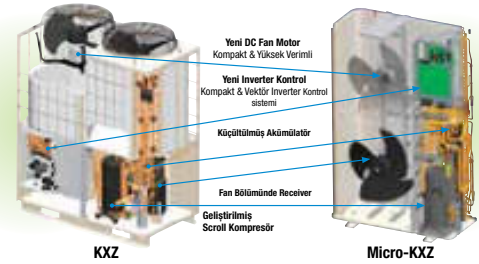 Yeni DC Fan Motor
Kompakt & Yüksek Verimli
Yeni Inverter Kontrol
Kompakt & Vektör Inverter Kontrol
sistemi
Küçültülmüş Akümülatör
Fan Bölümünde Receiver
Geliştirilmiş
Scroll Kompresör
KXZ
Micro-KXZ